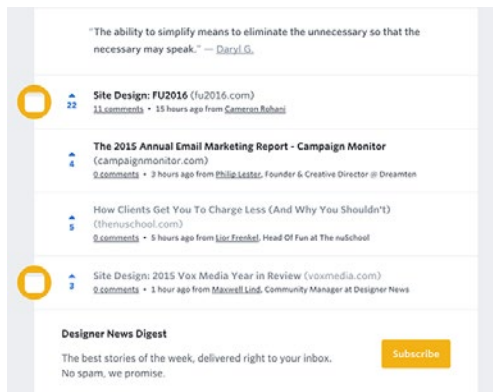 "The ability to simplify means to eliminate the unnecessary so that the
necessary may speak." — Daryl G.
Site Design: FU2016 (fu2016.com)
22
11 comments • 15 hours ago from Cameron Rohani
The 2015 Annual Email Marketing Report - Campaign Monitor
4
(campaignmonitor.com)
0 comments • 3 hours ago from Philip Lester, Founder & Creative Director @ Dreamten
How Clients Get You To Charge Less (And Why You Shouldn't)
5
(thenuschool.com)
0 comments • 5 hours ago from Lior Frenkel, Head Of Fun at The nuSchool
Site Design: 2015 Vox Media Year in Review (voxmedia.com)
3
0 comments • 1 hour ago from Maxwell Lind, Community Manager at Designer News
Designer News Digest
The best stories of the week, delivered right to your inbox.
No spam, we promise.
Subscribe